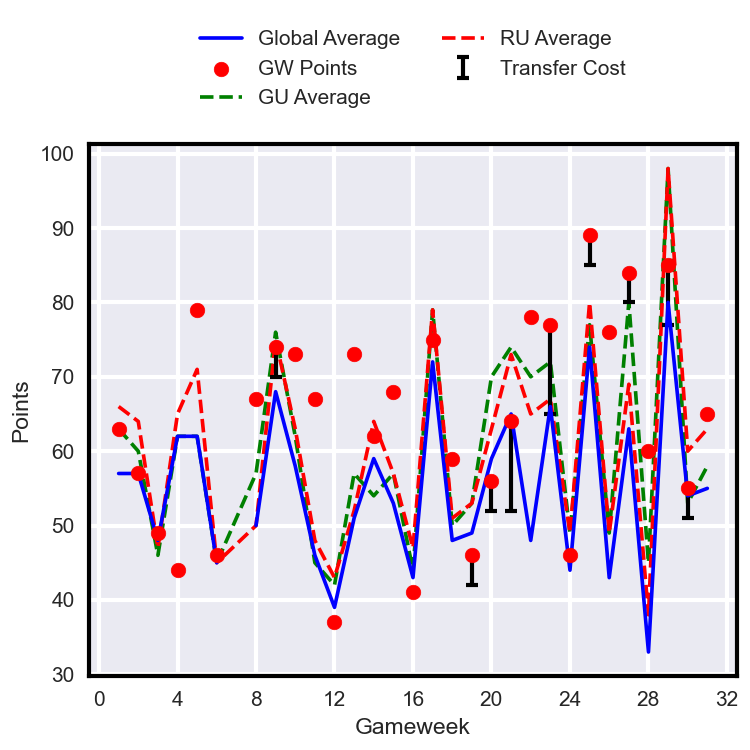 Global Average
GW Points
GU Average
RU Average
Transfer Cost
100
90
80
70
60
50
40
30
Points
0 4 8 12 16 20 24 28 32
Gameweek